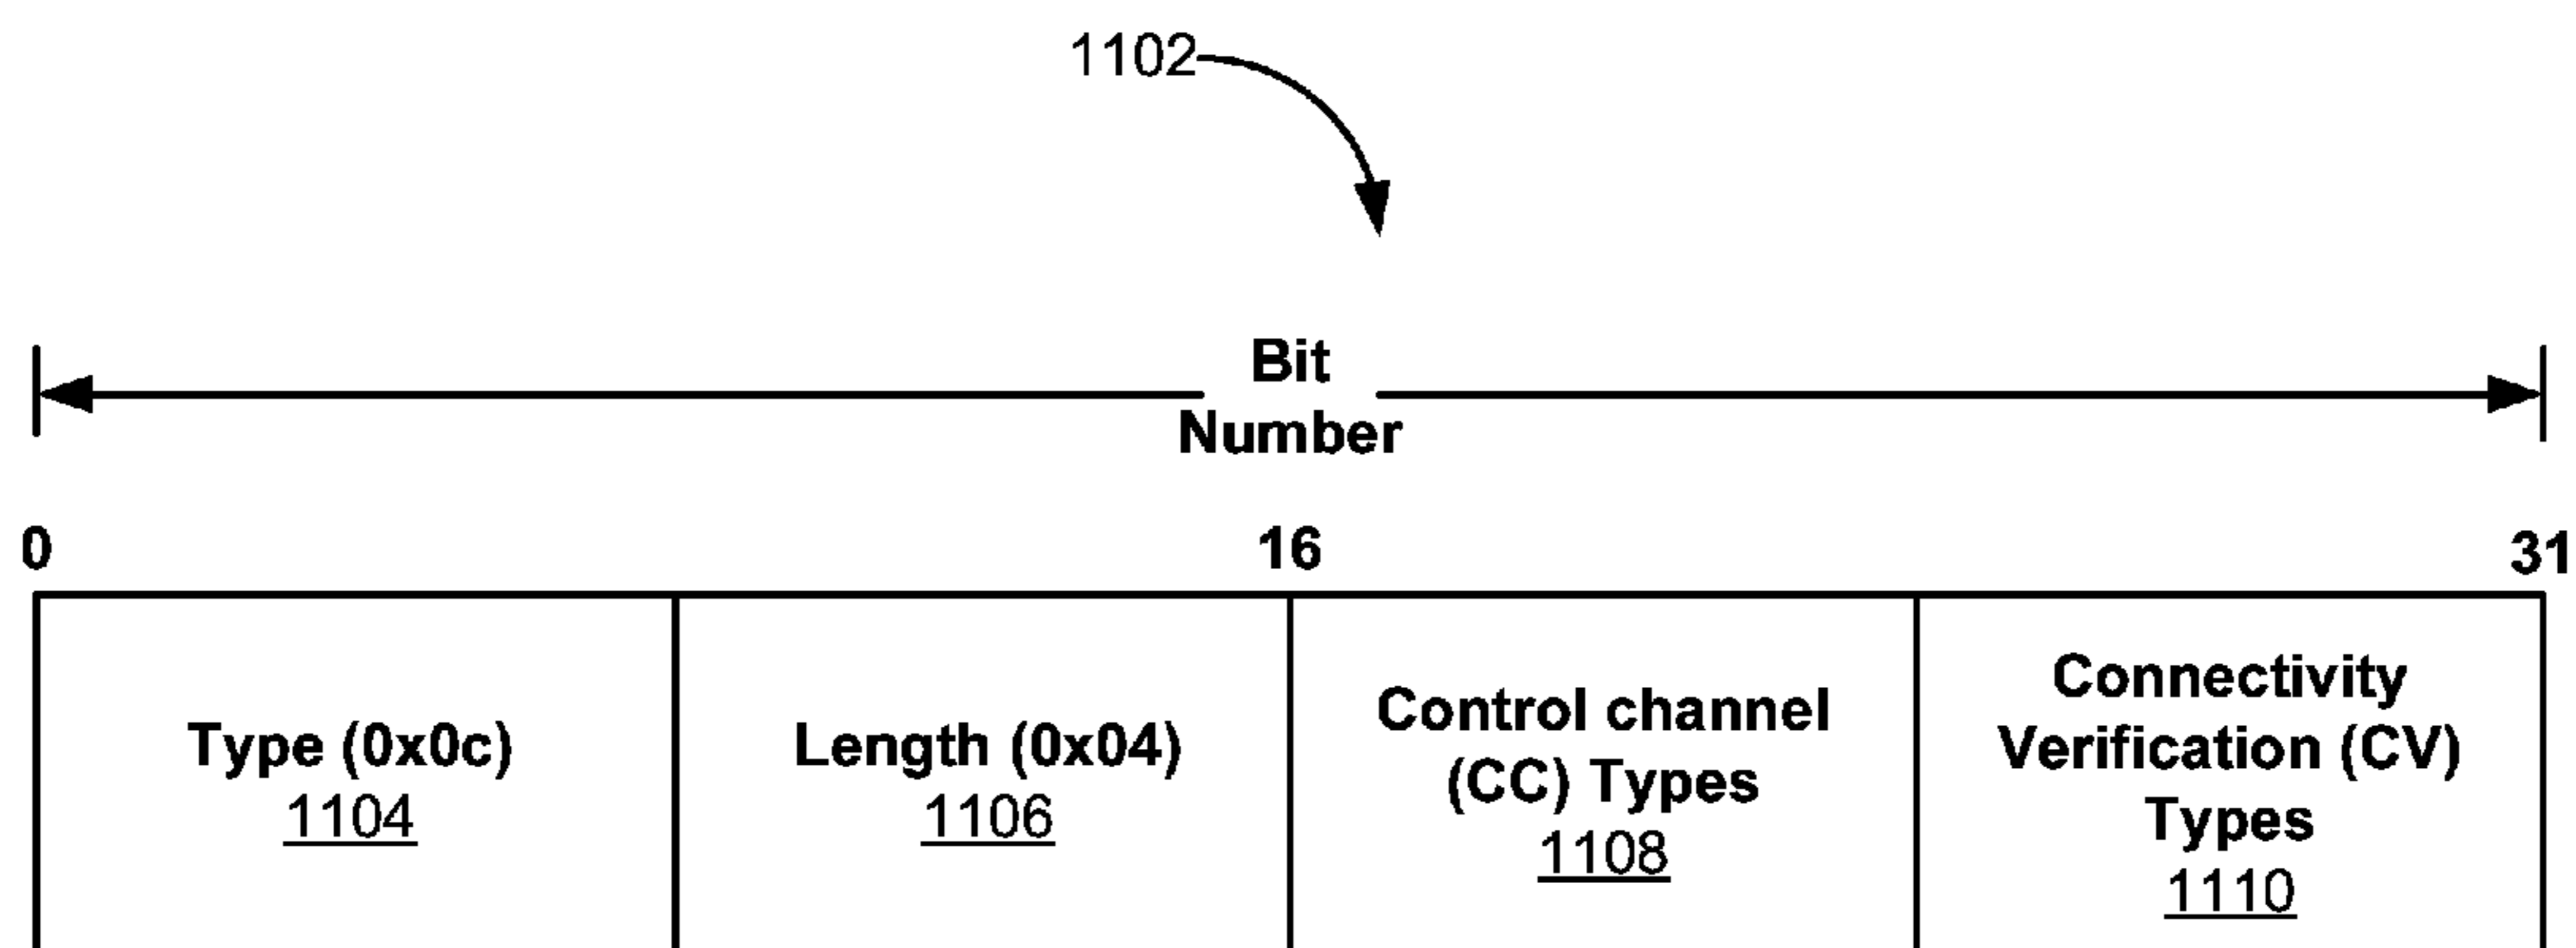 1102
Bit
Number
0 16 31
Type (0x0c)
1104
Length (0x04)
1106
Control channel
(CC) Types
1108
Connectivity
Verification (CV)
Types
1110